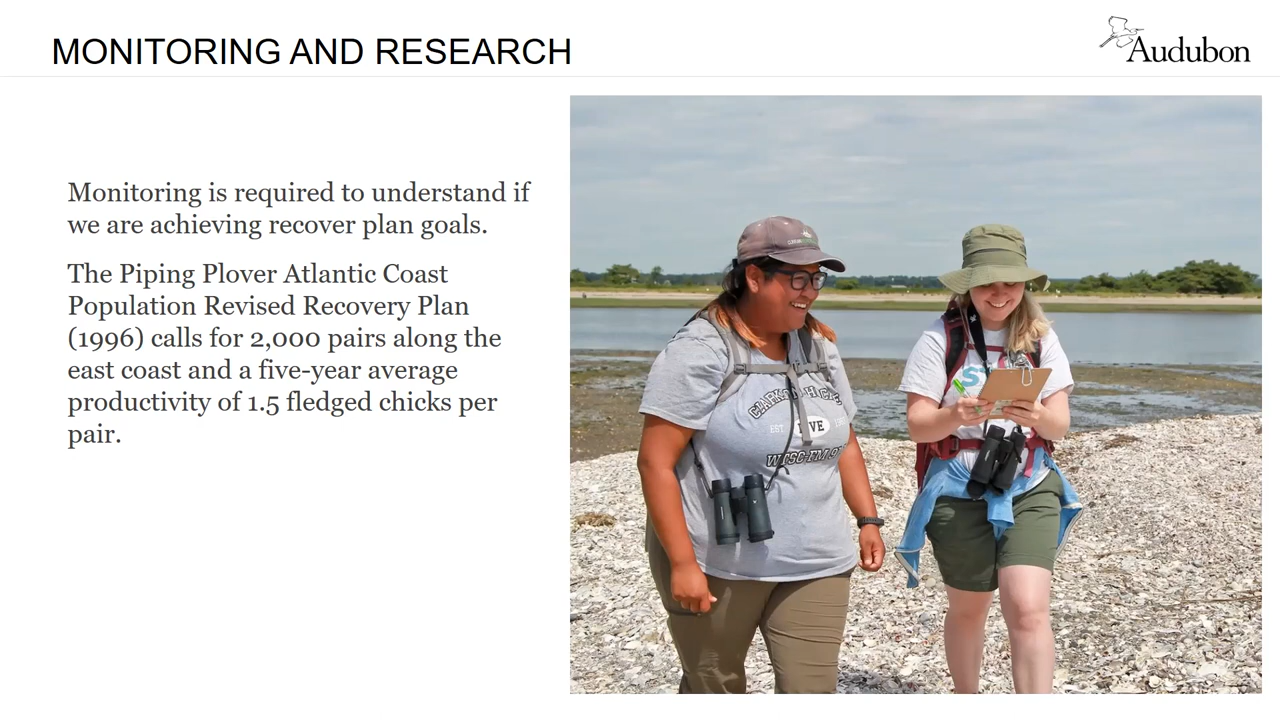 MONITORING AND RESEARCH
Audubon
Monitoring is required to understand if
we are achieving recover plan goals.
The Piping Plover Atlantic Coast
Population Revised Recovery Plan
(1996) calls for 2,000 pairs along the
east coast and a five-year average
productivity of 1.5 fledged chicks per
pair.
EST